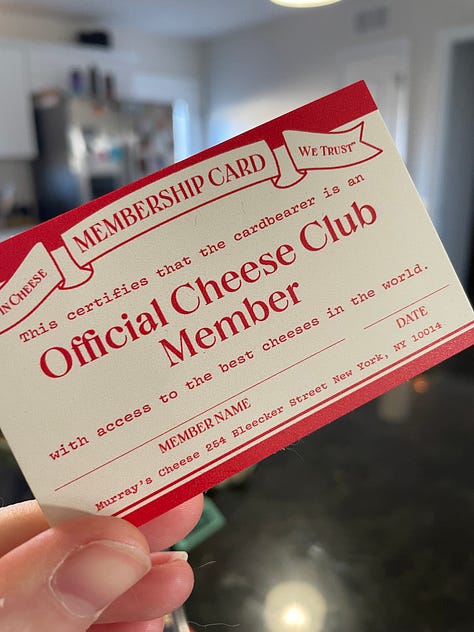 IN CHEESE
MEMBERSHIP CARD
WE TRUST™
This certifies that the cardbearer is an
Official Cheese Club
Member
with access to the best cheeses in the world.
MEMBER NAME
DATE
Murray's Cheese 254 Bleecker Street New York, NY 10014